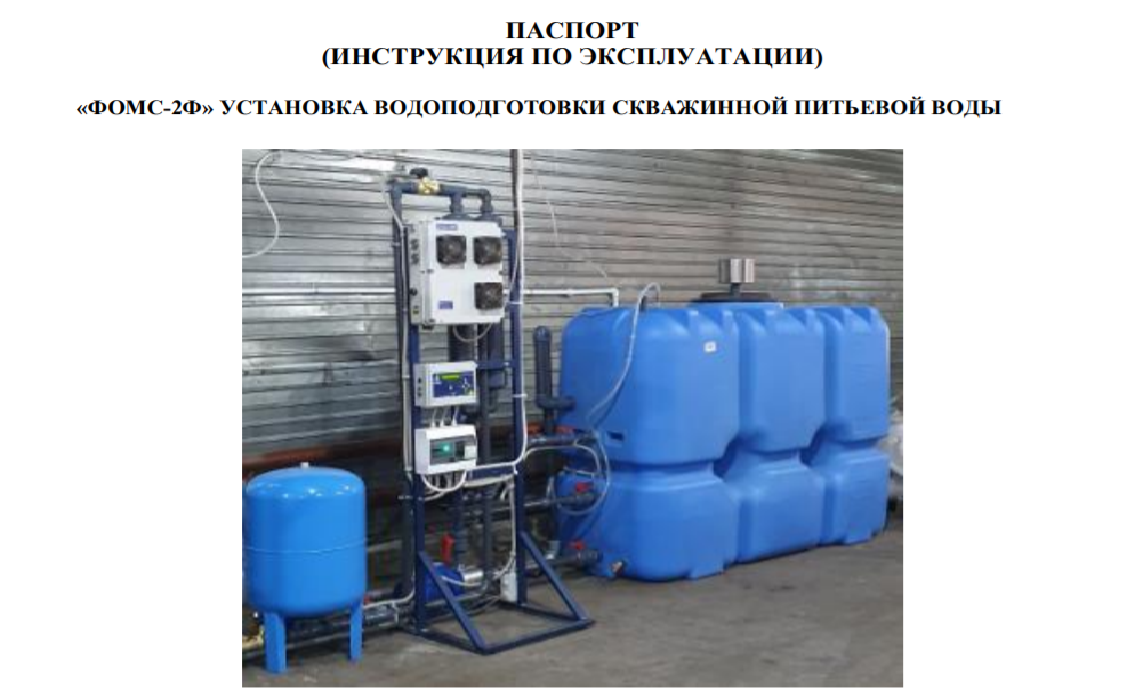 ПАСПОРТ
(ИНСТРУКЦИЯ ПО ЭКСПЛУАТАЦИИ)
«ФОМС-2Ф» УСТАНОВКА ВОДОПОДГОТОВКИ СКВАЖИННОЙ ПИТЬЕВОЙ ВОДЫ